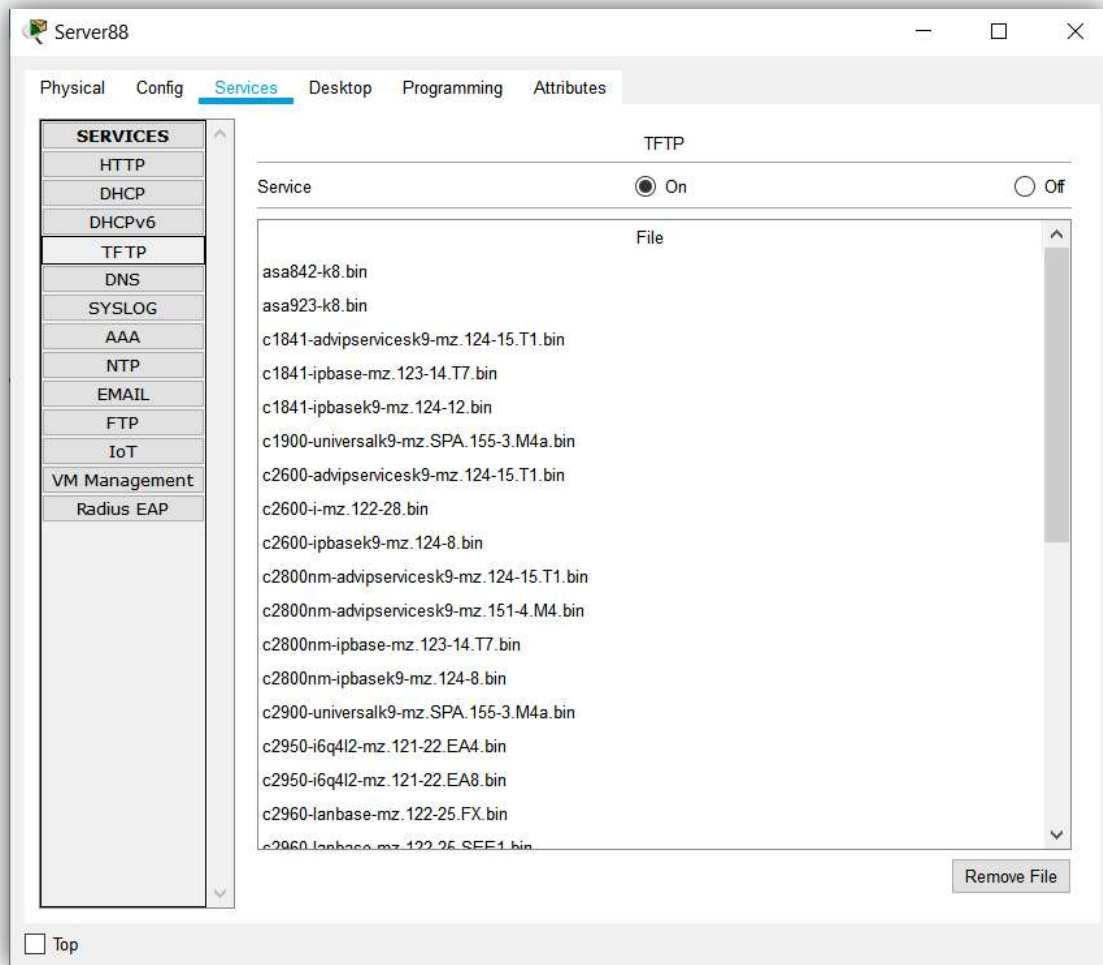 Server88
Physical Config Services Desktop Programming Attributes
SERVICES
HTTP
DHCP
DHCPv6
TFTP
DNS
SYSLOG
AAA
NTP
EMAIL
FTP
IoT
VM Management
Radius EAP
TFTP
Service On Off
File
asa842-k8.bin
asa923-k8.bin
c1841-advipservicesk9-mz.124-15.T1.bin
c1841-ipbase-mz.123-14.T7.bin
c1841-ipbasek9-mz.124-12.bin
c1900-universalk9-mz.SPA.155-3.M4a.bin
c2600-advipservicesk9-mz.124-15.T1.bin
c2600-i-mz.122-28.bin
c2600-ipbasek9-mz.124-8.bin
c2800nm-advipservicesk9-mz.124-15.T1.bin
c2800nm-advipservicesk9-mz.151-4.M4.bin
c2800nm-ipbase-mz.123-14.T7.bin
c2800nm-ipbasek9-mz.124-8.bin
c2900-universalk9-mz.SPA.155-3.M4a.bin
c2950-i6q4l2-mz.121-22.EA4.bin
c2950-i6q4l2-mz.121-22.EA8.bin
c2960-lanbase-mz.122-25.FX.bin
c2960-lanbase-mz.122-25.SEE1.bin
Remove File
Top